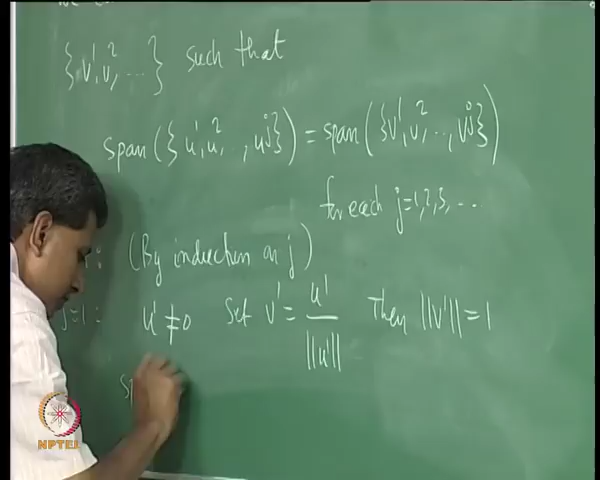 {v¹, v², ...} such that
span({u¹, u², .., uʲ}) = span({v¹, v², .., vʲ})
for each j=1,2,3, ...
: (By induction on j)
j=1: u¹ ≠ 0 Set v¹ = u¹/||u¹|| Then ||v¹|| = 1
sp
NPTEL